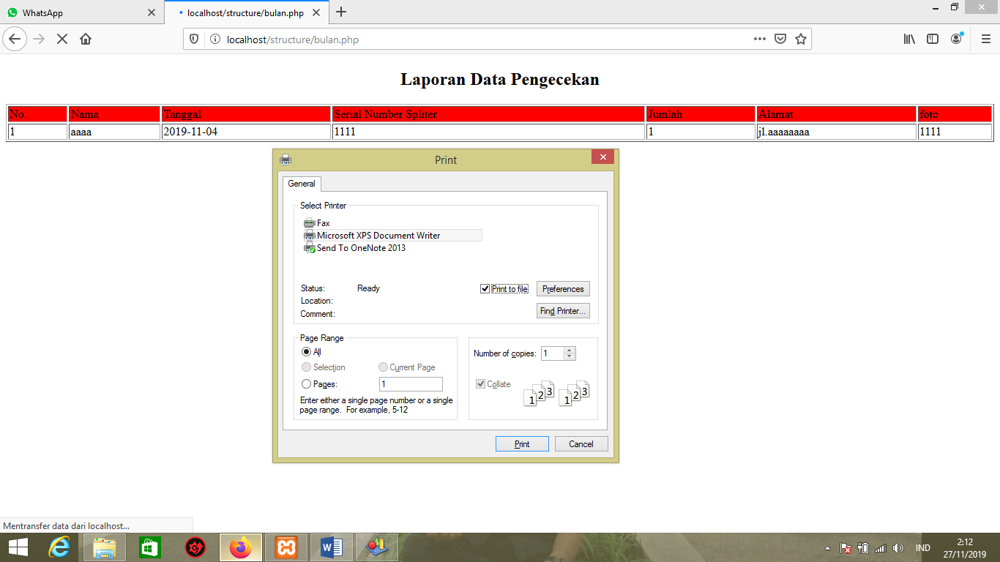 WhatsApp
localhost/structure/bulan.php
localhost/structure/bulan.php
Laporan Data Pengecekan
No. Nama Tanggal Serial Number Spliter Jumlah Alamat foto
1 aaaa 2019-11-04 1111 1 jl.aaaaaaaa 1111
Print
General
Select Printer
Fax
Microsoft XPS Document Writer
Send To OneNote 2013
Status: Ready Print to file Preferences
Location:
Comment: Find Printer...
Page Range
All Number of copies: 1
Selection Current Page
Pages: 1 Collate 1 2 3 1 2 3
Enter either a single page number or a single
page range. For example, 5-12
Print Cancel
Mentransfer data dari localhost...
IND 2:12
27/11/2019